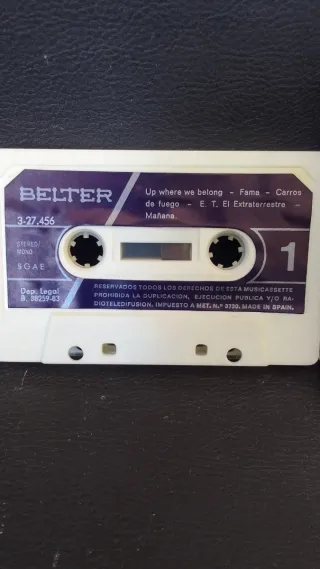 BELTER
3-27.456
STEREO/
MONO
SGAE
Dep. Legal
B. 38259-83
Up where we belong - Fama - Carros
de fuego - E. T. El Extraterrestre -
Mañana.
1
RESERVADOS TODOS LOS DERECHOS DE ESTA MUSICASSETTE
PROHIBIDA LA DUPLICACION, EJECUCION PUBLICA Y/O RA-
DIOTELEDIFUSION. IMPUESTO A MET. N.º 3130. MADE IN SPAIN.